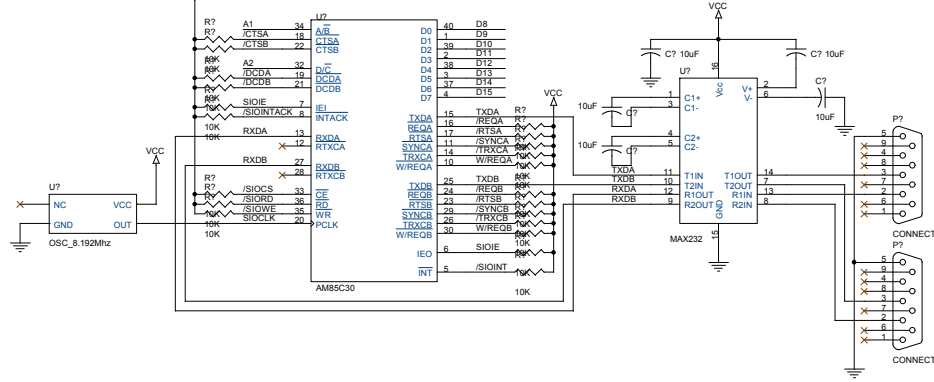 U?
AM85C30
R? A1 34 A/B
/CTSA 18 CTSA
/CTSB 22 CTSB
10K
A2 32 D/C
/DCDA 19 DCDA
/DCDB 21 DCDB
SIOIE 7 IEI
/SIOINTACK 8 INTACK
10K
10K
RXDA 13 RXDA
12 RTXCA
RXDB 27 RXDB
28 RTXCB
R?
R? /SIOCS 33 CE
/SIORD 36 RD
/SIOWE 35 WR
SIOCLK 20 PCLK
10K
10K
D0 40 D8
D1 1 D9
D2 39 D10
D3 2 D11
D4 38 D12
D5 3 D13
D6 37 D14
D7 4 D15
TXDA 15 TXDA R?
REQA 16 /REQA R?
RTSA 17 /RTSA
SYNCA 11 /SYNCA
TRXCA 14 /TRXCA
W/REQA 10 W/REQA
TXDB 25 TXDB
REQB 24 /REQB
RTSB 23 /RTSB
SYNCB 29 /SYNCB
TRXCB 26 /TRXCB
W/REQB 30 W/REQB
IEO 6 SIOIE
INT 5 /SIOINT
10K
10K
VCC
VCC
U?
NC VCC
GND OUT
OSC_8.192Mhz
VCC
C? 10uF
C? 10uF
C?
10uF
U?
16
Vcc
10uF C?
1 C1+
3 C1-
V+ 2
V- 6
10uF C?
4 C2+
5 C2-
TXDA 11 T1IN
TXDB 10 T2IN
RXDA 12 R1OUT
RXDB 9 R2OUT
T1OUT 14
T2OUT 7
R1IN 13
R2IN 8
GND
15
MAX232
P?
5
9
4
8
3
7
2
6
1
CONNECT
P?
5
9
4
8
3
7
2
6
1
CONNECT